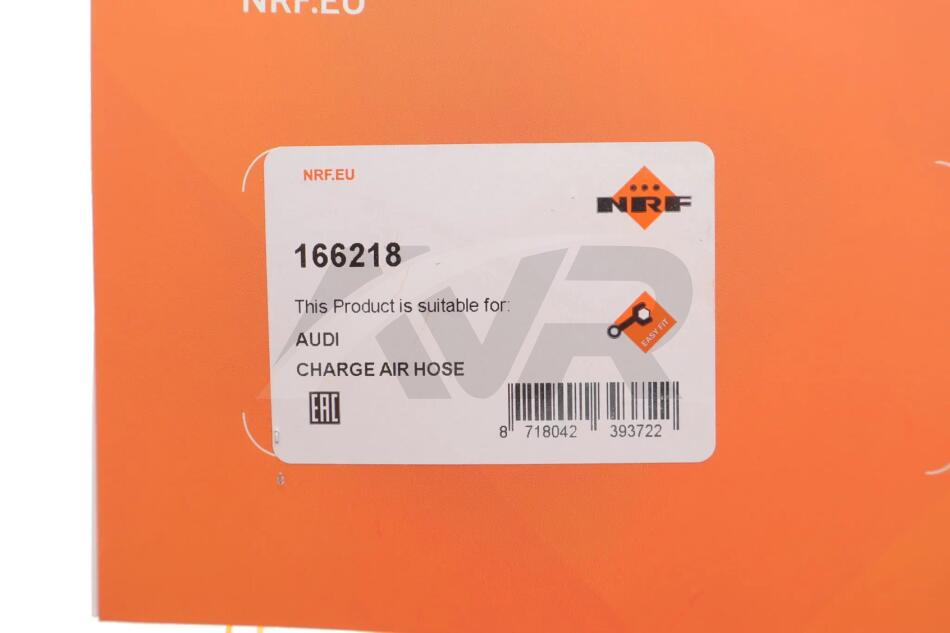 NRF.EU
NRF.EU
NRF
166218
This Product is suitable for:
EASY FIT
AUDI
CHARGE AIR HOSE
EAC
8 718042 393722
AVR